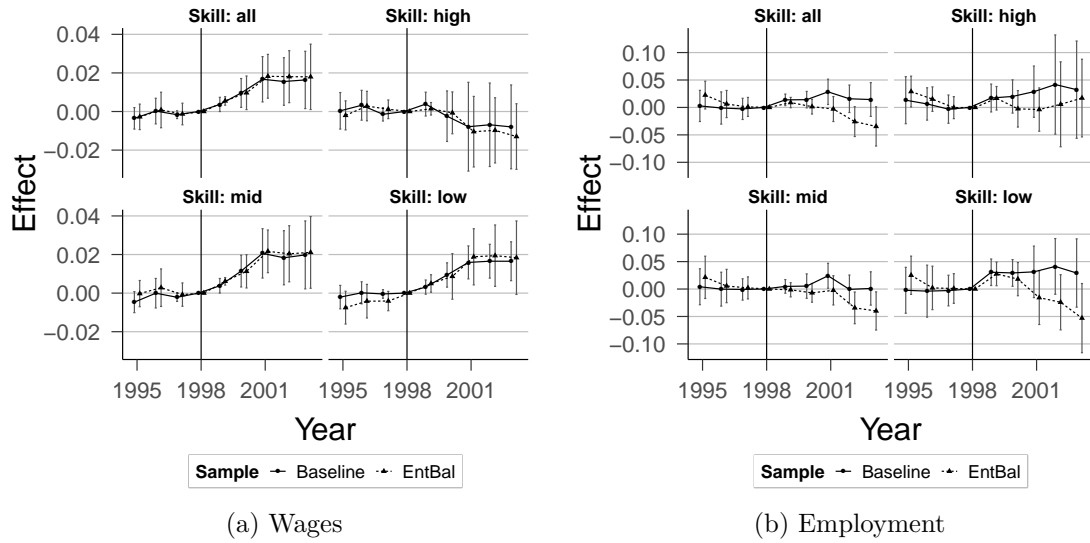 Skill: all
Skill: high
0.04
0.02
0.00
−0.02
Skill: mid
Skill: low
0.04
0.02
0.00
−0.02
1995
1998
2001
1995
1998
2001
Effect
Year
Sample
Baseline
EntBal
(a) Wages
Skill: all
Skill: high
0.10
0.05
0.00
−0.05
−0.10
Skill: mid
Skill: low
0.10
0.05
0.00
−0.05
−0.10
1995
1998
2001
1995
1998
2001
Effect
Year
Sample
Baseline
EntBal
(b) Employment